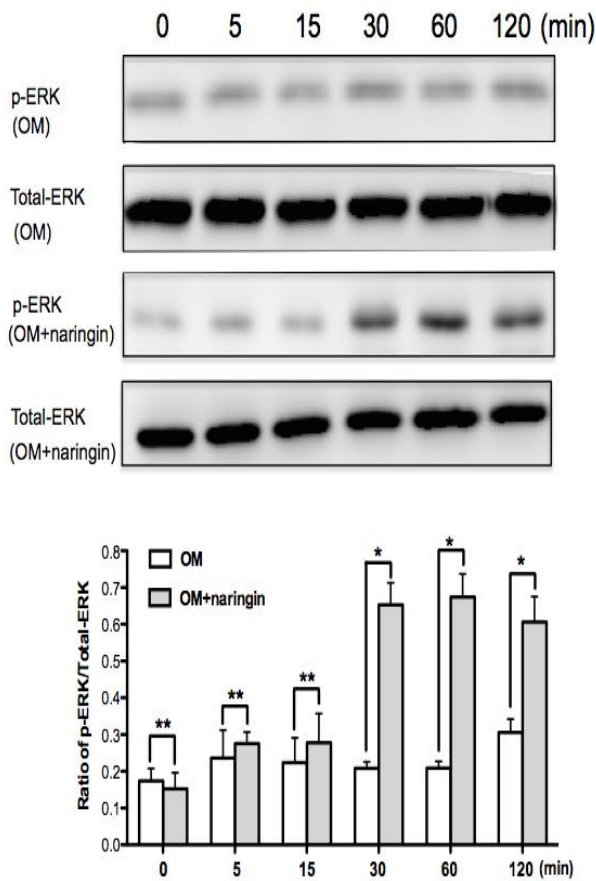 0 5 15 30 60 120 (min)
p-ERK
(OM)
Total-ERK
(OM)
p-ERK
(OM+naringin)
Total-ERK
(OM+naringin)
Ratio of p-ERK/Total-ERK
0.8
0.7
0.6
0.5
0.4
0.3
0.2
0.1
0.0
OM
OM+naringin
** ** ** * * *
0 5 15 30 60 120 (min)